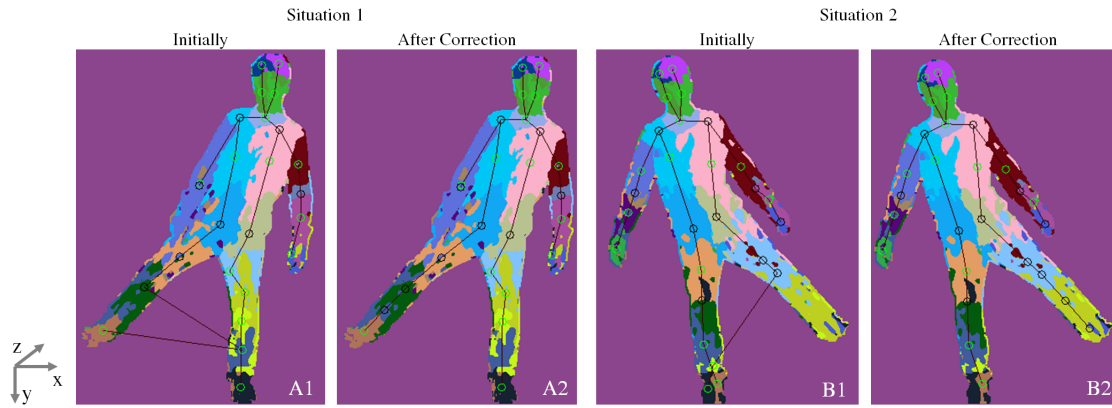 Situation 1
Situation 2
Initially
After Correction
Initially
After Correction
z
x
y
A1
A2
B1
B2